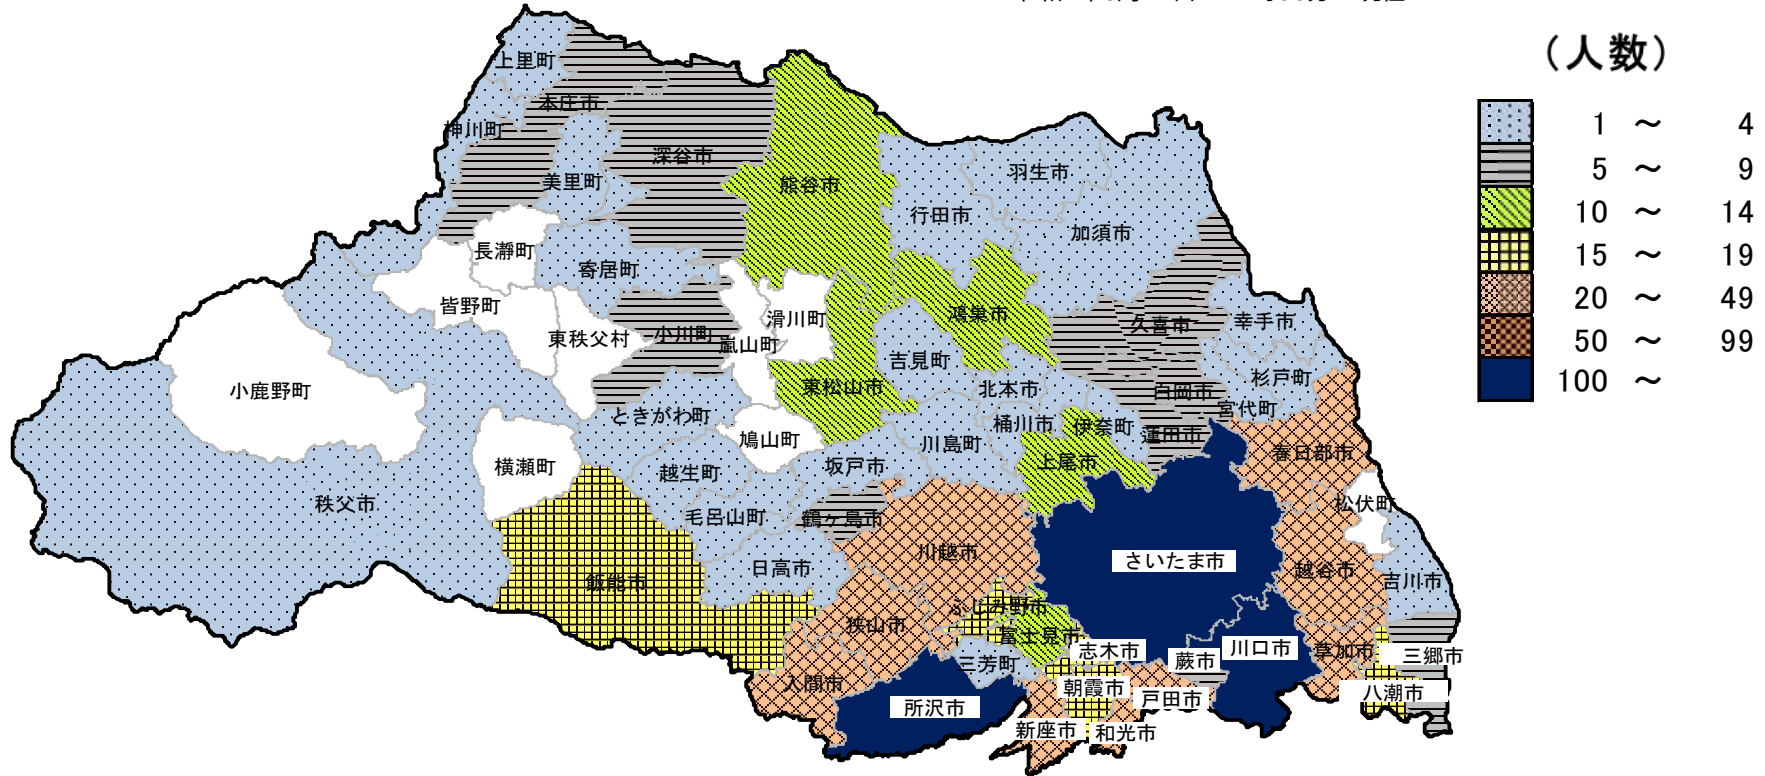 (人数)
1 ～ 4
5 ～ 9
10 ～ 14
15 ～ 19
20 ～ 49
50 ～ 99
100 ～
上里町
本庄市
神川町
深谷市
美里町
熊谷市
羽生市
行田市
加須市
長瀞町
寄居町
皆野町
東秩父村
小川町
嵐山町
滑川町
鴻巣市
久喜市
幸手市
吉見町
小鹿野町
東松山市
北本市
白岡市
杉戸町
ときがわ町
宮代町
桶川市
伊奈町
蓮田市
鳩山町
川島町
横瀬町
越生町
坂戸市
上尾市
春日部市
秩父市
毛呂山町
鶴ヶ島市
松伏町
川越市
さいたま市
飯能市
日高市
越谷市
吉川市
ふじみ野市
狭山市
富士見市
志木市
蕨市
川口市
草加市
三郷市
三芳町
入間市
朝霞市
戸田市
八潮市
所沢市
新座市
和光市